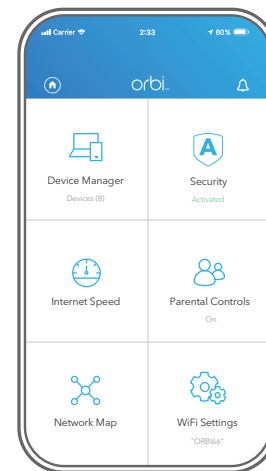 Carrier 2:33 80%
orbi™
Device Manager
Devices (8)
A
Security
Activated
Internet Speed
Parental Controls
On
Network Map
WiFi Settings
"ORBI66"